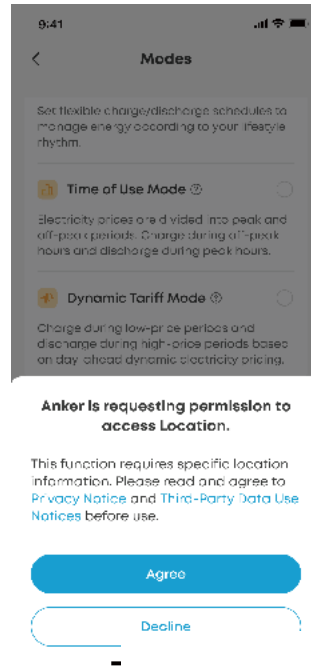 9:41
Modes
Set flexible charge/discharge schedules to
manage energy according to your lifestyle
rhythm.
Time of Use Mode
Electricity prices are divided into peak and
off-peak periods. Charge during off-peak
hours and discharge during peak hours.
Dynamic Tariff Mode
Charge during low-price periods and
discharge during high-price periods based
on day-ahead dynamic electricity pricing.
Anker is requesting permission to
access Location.
This function requires specific location
information. Please read and agree to
Privacy Notice and Third-Party Data Use
Notices before use.
Agree
Decline